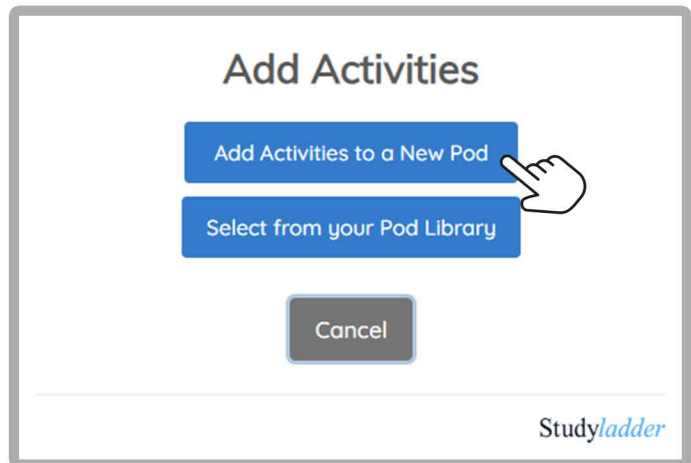 Add Activities
Add Activities to a New Pod
Select from your Pod Library
Cancel
Studyladder